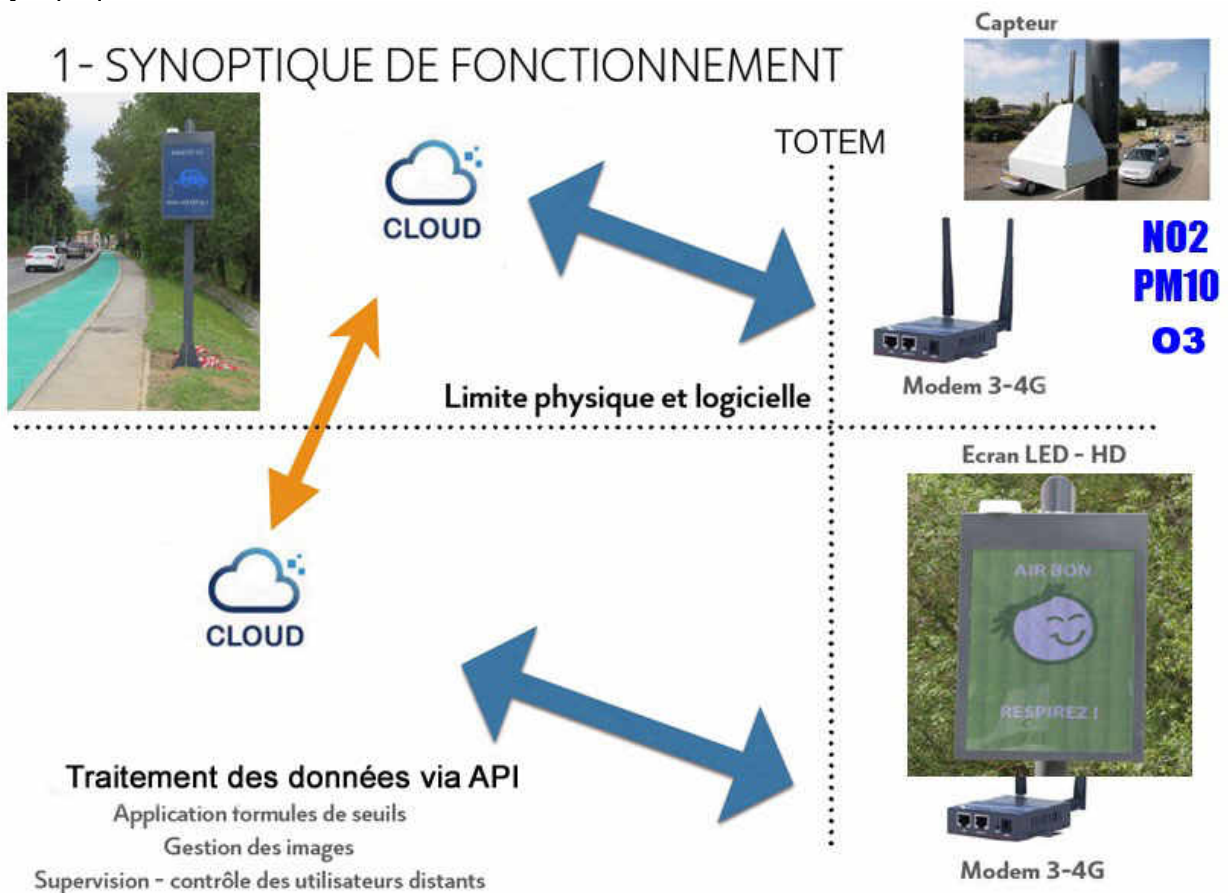 Capteur
1- SYNOPTIQUE DE FONCTIONNEMENT
TOTEM
CLOUD
NO2
PM10
O3
Modem 3-4G
Limite physique et logicielle
Ecran LED - HD
AIR BON
CLOUD
RESPIREZ !
Traitement des données via API
Application formules de seuils
Gestion des images
Supervision - contrôle des utilisateurs distants
Modem 3-4G